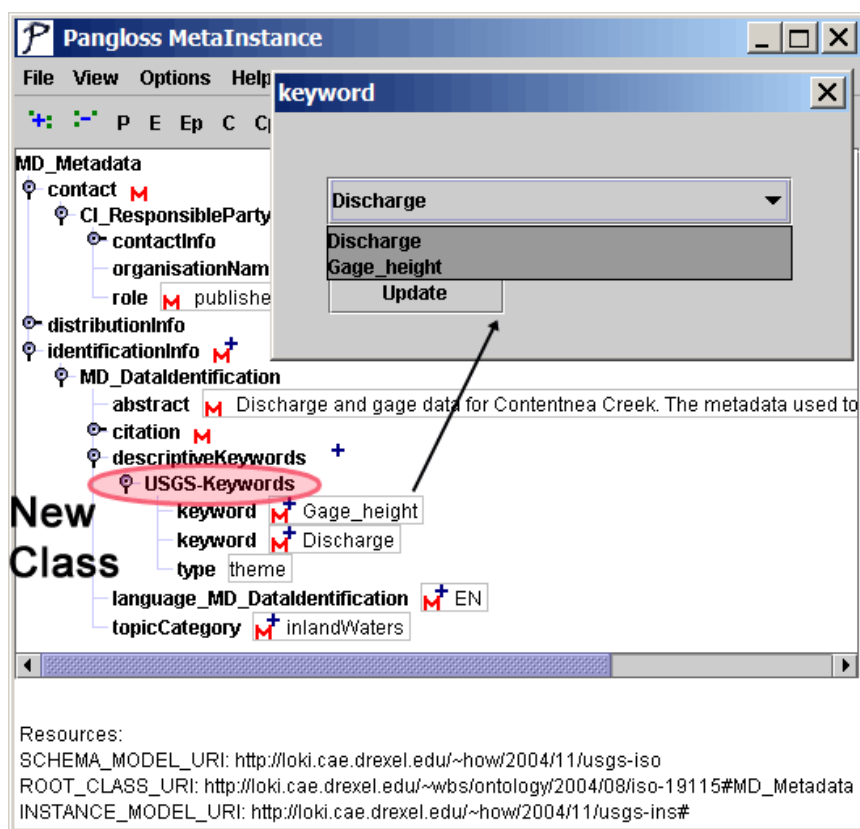 Pangloss MetaInstance
File View Options Help
P E Ep C
keyword
Discharge
Discharge
Gage_height
Update
MD_Metadata
contact M
CI_ResponsibleParty
contactInfo
organisationNam
role M publishe
distributionInfo
identificationInfo M+
MD_DataIdentification
abstract M Discharge and gage data for Contentnea Creek. The metadata used to
citation M
descriptiveKeywords +
USGS-Keywords
New Class
keyword M+ Gage_height
keyword M+ Discharge
type theme
language_MD_DataIdentification M+ EN
topicCategory M+ inlandWaters
Resources:
SCHEMA_MODEL_URI: http://loki.cae.drexel.edu/~how/2004/11/usgs-iso
ROOT_CLASS_URI: http://loki.cae.drexel.edu/~wbs/ontology/2004/08/iso-19115#MD_Metadata
INSTANCE_MODEL_URI: http://loki.cae.drexel.edu/~how/2004/11/usgs-ins#